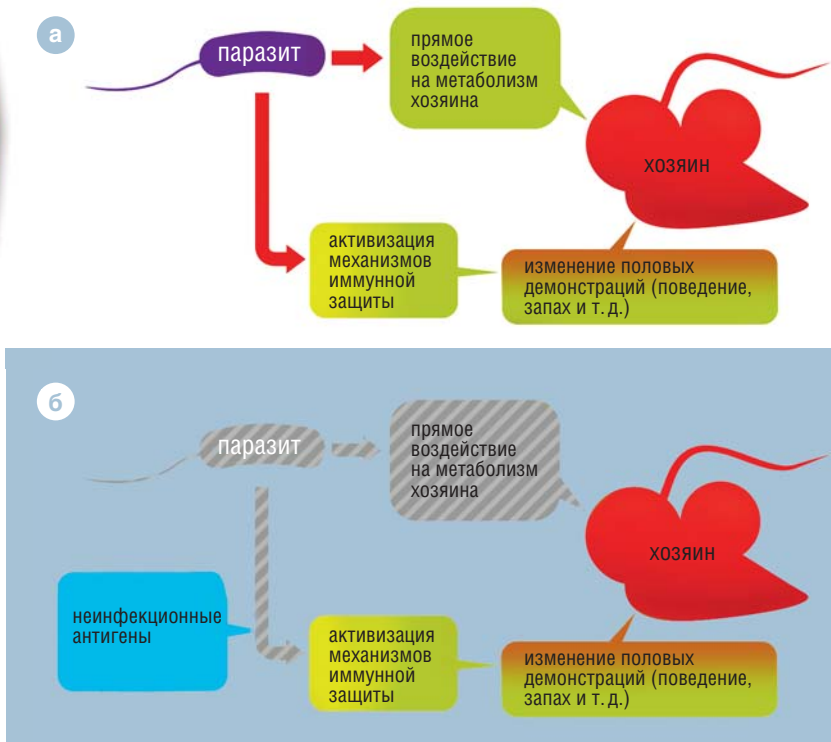 а
паразит
прямое
воздействие
на метаболизм
хозяина
хозяин
активизация
механизмов
иммунной
защиты
изменение половых
демонстраций (поведение,
запах и т. д.)
б
паразит
прямое
воздействие
на метаболизм
хозяина
хозяин
неинфекционные
антигены
активизация
механизмов
иммунной
защиты
изменение половых
демонстраций (поведение,
запах и т. д.)